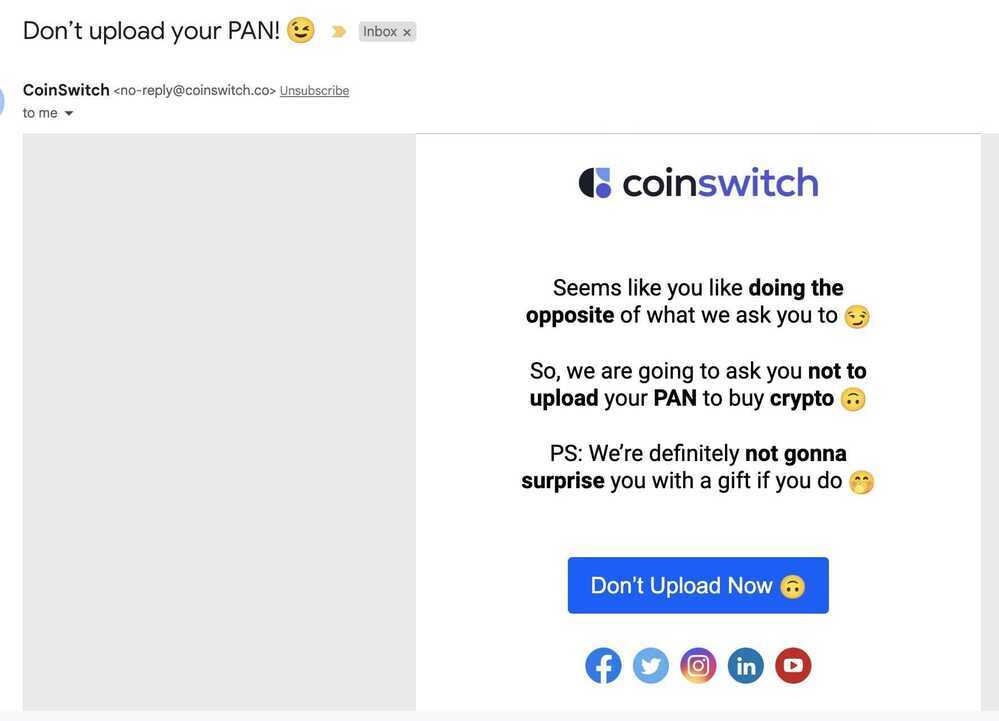 Don’t upload your PAN! 😉
Inbox ×
CoinSwitch <no-reply@coinswitch.co> Unsubscribe
to me
coinswitch
Seems like you like doing the
opposite of what we ask you to 😏
So, we are going to ask you not to
upload your PAN to buy crypto 🙃
PS: We’re definitely not gonna
surprise you with a gift if you do 🤭
Don’t Upload Now 🙃
in